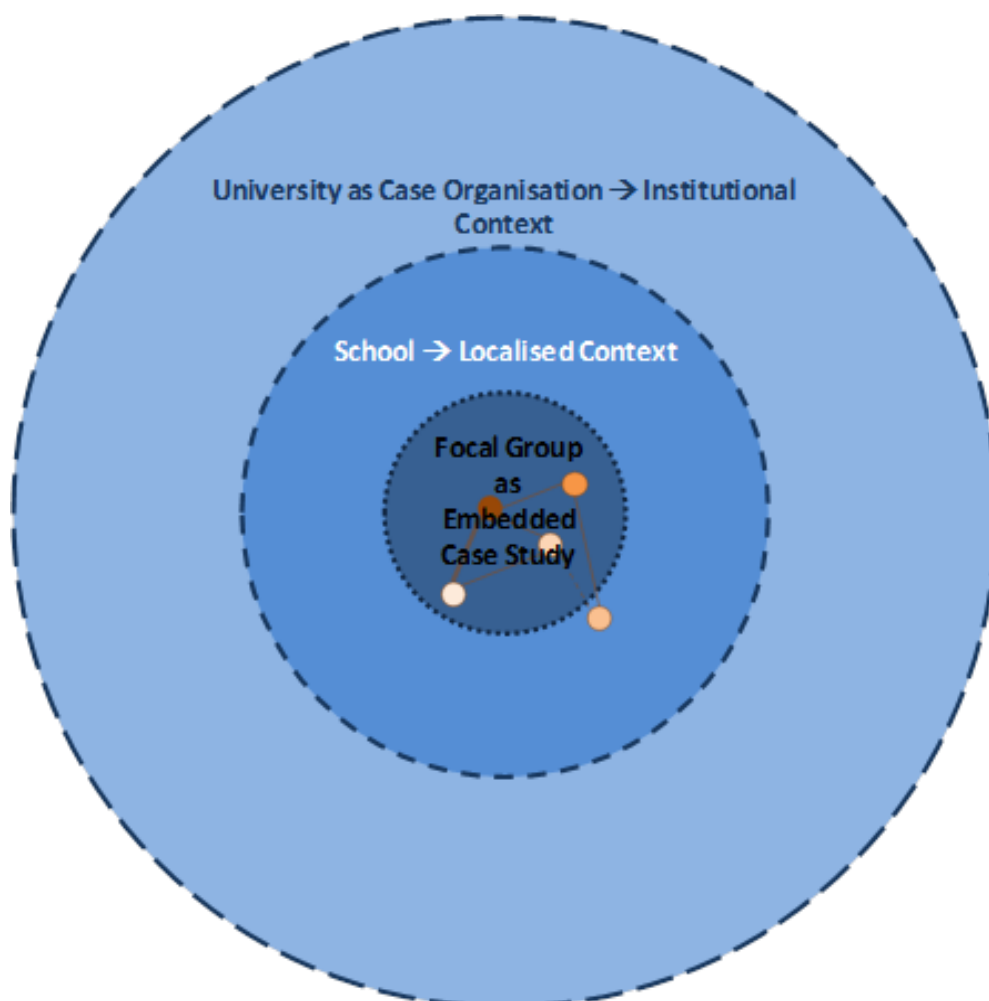 University as Case Organisation → Institutional
Context
School → Localised Context
Focal Group
as
Embedded
Case Study